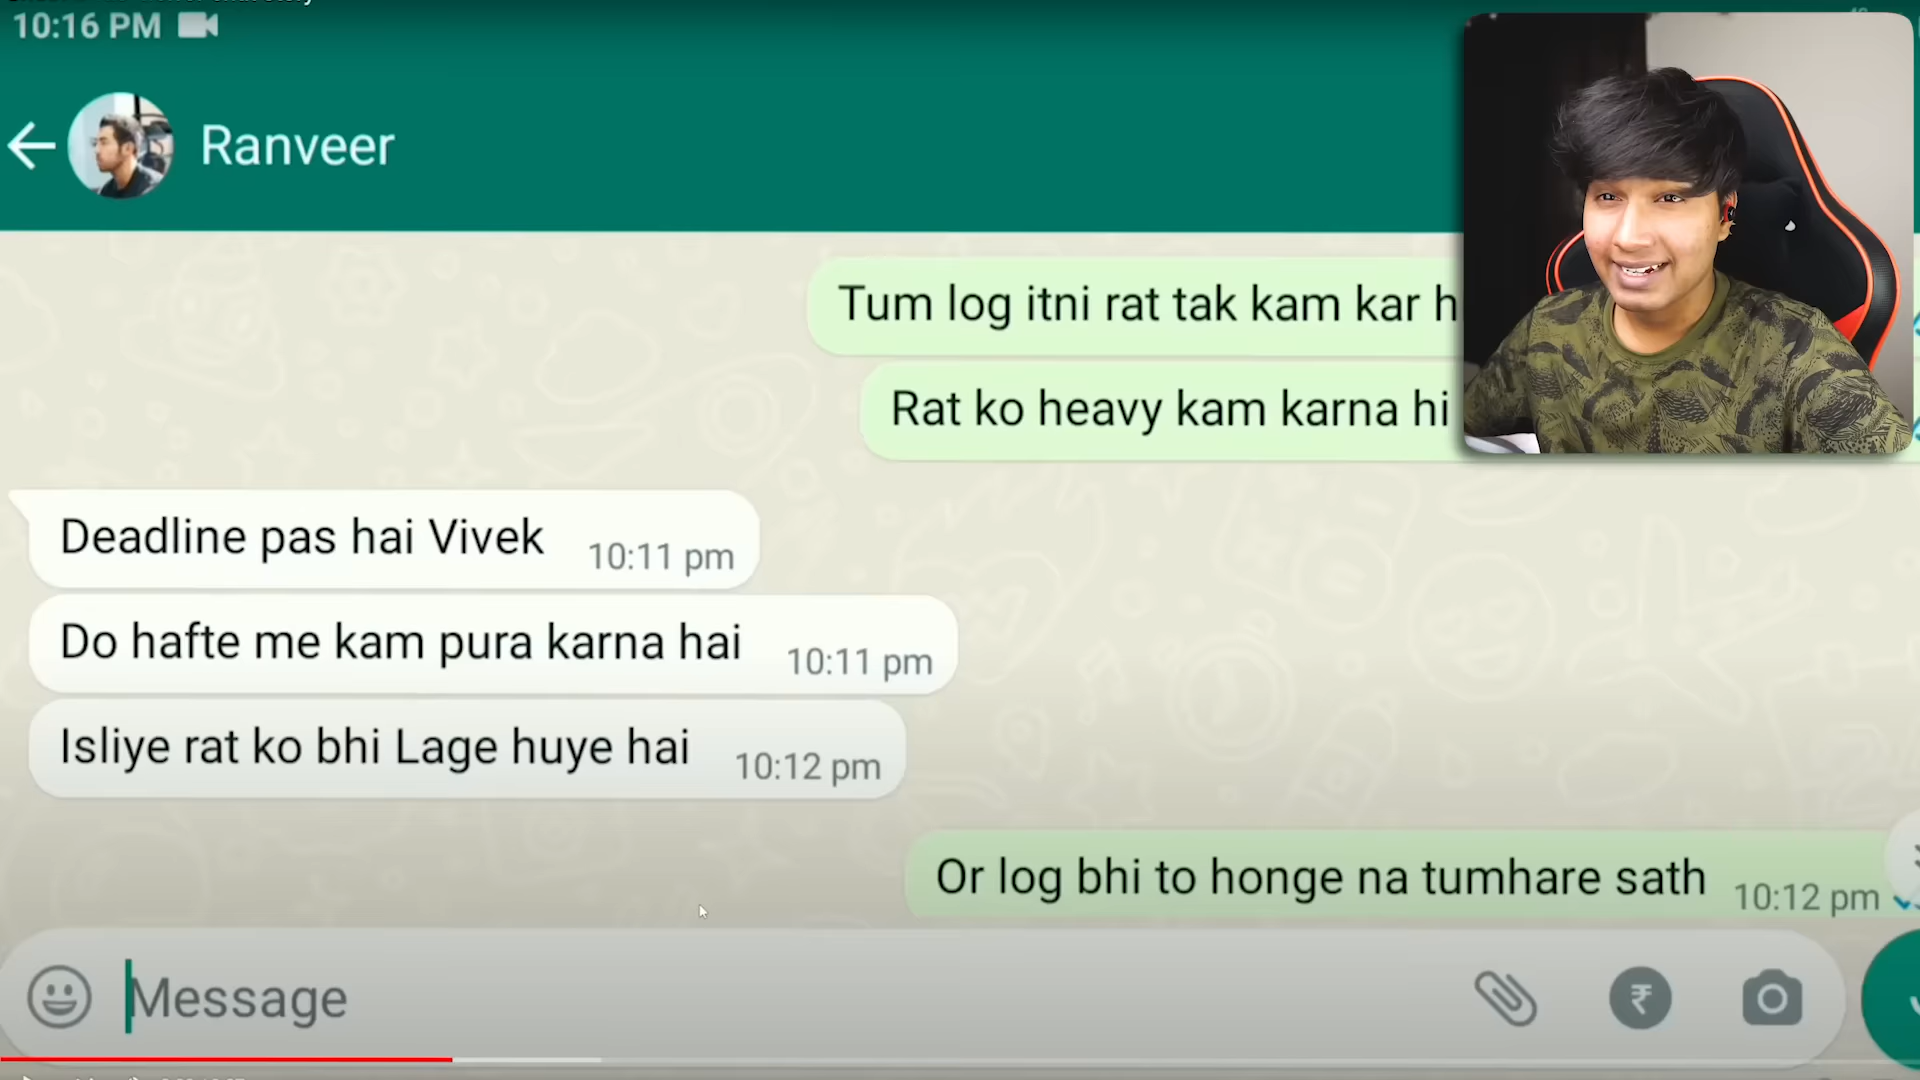 10:16 PM
Ranveer
Tum log itni rat tak kam kar h
Rat ko heavy kam karna hi
Deadline pas hai Vivek 10:11 pm
Do hafte me kam pura karna hai 10:11 pm
Isliye rat ko bhi Lage huye hai 10:12 pm
Or log bhi to honge na tumhare sath 10:12 pm
Message